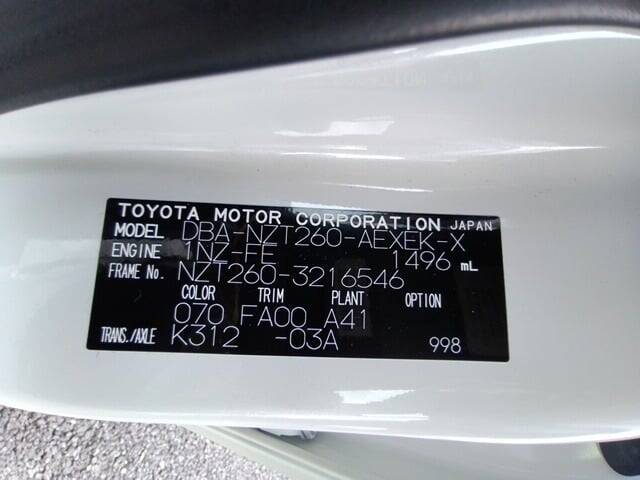 TOYOTA MOTOR CORPORATION JAPAN
MODEL DBA-NZT260-AEXEK-X
ENGINE 1NZ-FE 1496 mL
FRAME No. NZT260-3216546
COLOR TRIM PLANT OPTION
070 FA00 A41
TRANS./AXLE K312 -03A 998